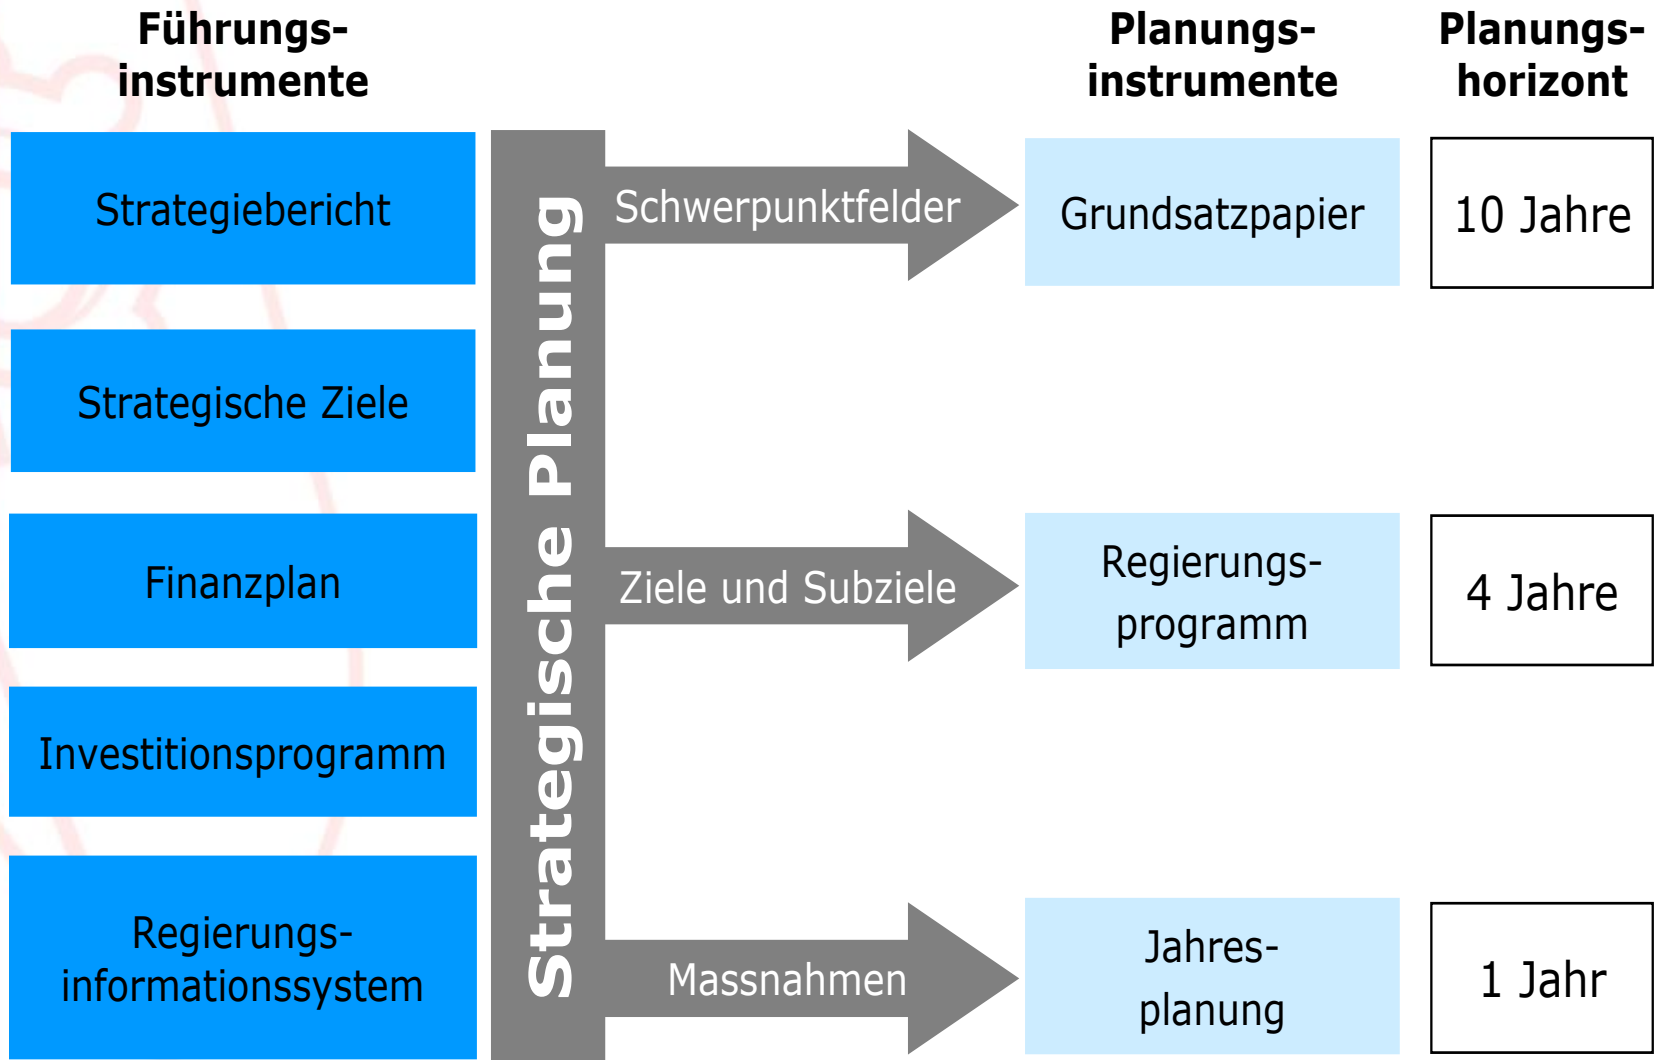 Führungs-
instrumente
Planungs-
instrumente
Planungs-
horizont
Strategiebericht
Strategische Ziele
Finanzplan
Investitionsprogramm
Regierungs-
informationssystem
Strategische Planung
Schwerpunktfelder
Grundsatzpapier
10 Jahre
Ziele und Subziele
Regierungs-
programm
4 Jahre
Massnahmen
Jahres-
planung
1 Jahr